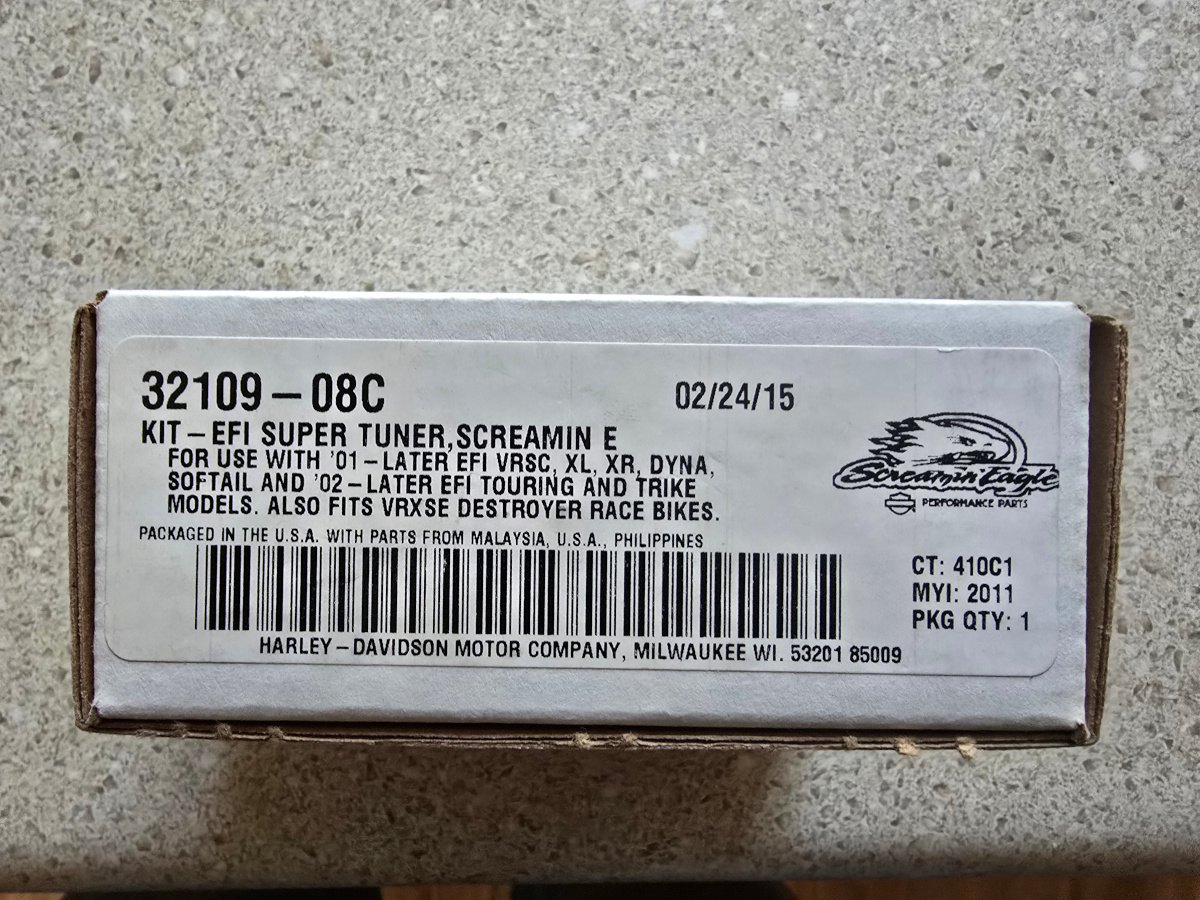 32109-08C 02/24/15
KIT-EFI SUPER TUNER,SCREAMIN E
FOR USE WITH '01-LATER EFI VRSC, XL, XR, DYNA,
SOFTAIL AND '02-LATER EFI TOURING AND TRIKE
MODELS. ALSO FITS VRXSE DESTROYER RACE BIKES.
PACKAGED IN THE U.S.A. WITH PARTS FROM MALAYSIA, U.S.A., PHILIPPINES
Screamin' Eagle
PERFORMANCE PARTS
CT: 410C1
MYI: 2011
PKG QTY: 1
HARLEY-DAVIDSON MOTOR COMPANY, MILWAUKEE WI. 53201 85009